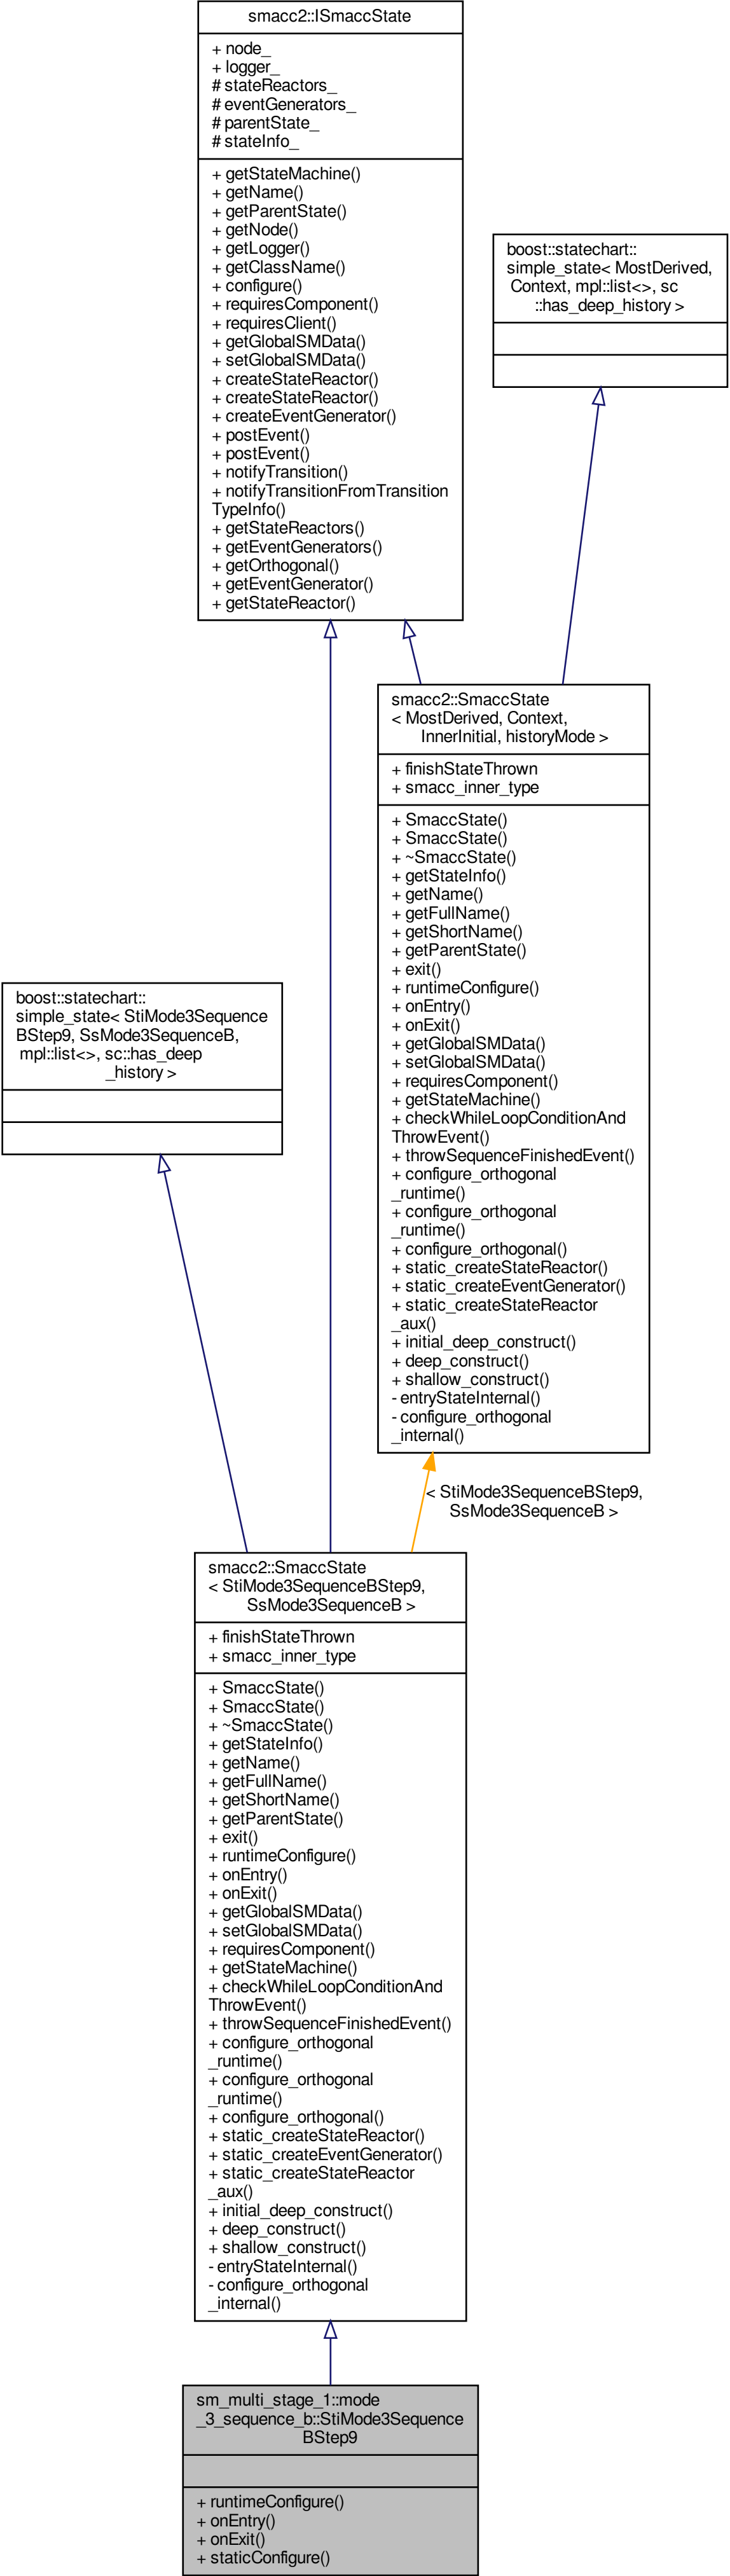 smacc2::ISmaccState
+ node_
+ logger_
# stateReactors_
# eventGenerators_
# parentState_
# stateInfo_
+ getStateMachine()
+ getName()
+ getParentState()
+ getNode()
+ getLogger()
+ getClassName()
+ configure()
+ requiresComponent()
+ requiresClient()
+ getGlobalSMData()
+ setGlobalSMData()
+ createStateReactor()
+ createStateReactor()
+ createEventGenerator()
+ postEvent()
+ postEvent()
+ notifyTransition()
+ notifyTransitionFromTransition
TypeInfo()
+ getStateReactors()
+ getEventGenerators()
+ getOrthogonal()
+ getEventGenerator()
+ getStateReactor()
boost::statechart::
simple_state< MostDerived,
Context, mpl::list<>, sc
::has_deep_history >
smacc2::SmaccState
< MostDerived, Context,
InnerInitial, historyMode >
+ finishStateThrown
+ smacc_inner_type
+ SmaccState()
+ SmaccState()
+ ~SmaccState()
+ getStateInfo()
+ getName()
+ getFullName()
+ getShortName()
+ getParentState()
+ exit()
+ runtimeConfigure()
+ onEntry()
+ onExit()
+ getGlobalSMData()
+ setGlobalSMData()
+ requiresComponent()
+ getStateMachine()
+ checkWhileLoopConditionAnd
ThrowEvent()
+ throwSequenceFinishedEvent()
+ configure_orthogonal
_runtime()
+ configure_orthogonal
_runtime()
+ configure_orthogonal()
+ static_createStateReactor()
+ static_createEventGenerator()
+ static_createStateReactor
_aux()
+ initial_deep_construct()
+ deep_construct()
+ shallow_construct()
- entryStateInternal()
- configure_orthogonal
_internal()
boost::statechart::
simple_state< StiMode3Sequence
BStep9, SsMode3SequenceB,
mpl::list<>, sc::has_deep
_history >
< StiMode3SequenceBStep9,
SsMode3SequenceB >
smacc2::SmaccState
< StiMode3SequenceBStep9,
SsMode3SequenceB >
+ finishStateThrown
+ smacc_inner_type
+ SmaccState()
+ SmaccState()
+ ~SmaccState()
+ getStateInfo()
+ getName()
+ getFullName()
+ getShortName()
+ getParentState()
+ exit()
+ runtimeConfigure()
+ onEntry()
+ onExit()
+ getGlobalSMData()
+ setGlobalSMData()
+ requiresComponent()
+ getStateMachine()
+ checkWhileLoopConditionAnd
ThrowEvent()
+ throwSequenceFinishedEvent()
+ configure_orthogonal
_runtime()
+ configure_orthogonal
_runtime()
+ configure_orthogonal()
+ static_createStateReactor()
+ static_createEventGenerator()
+ static_createStateReactor
_aux()
+ initial_deep_construct()
+ deep_construct()
+ shallow_construct()
- entryStateInternal()
- configure_orthogonal
_internal()
sm_multi_stage_1::mode
_3_sequence_b::StiMode3Sequence
BStep9
+ runtimeConfigure()
+ onEntry()
+ onExit()
+ staticConfigure()